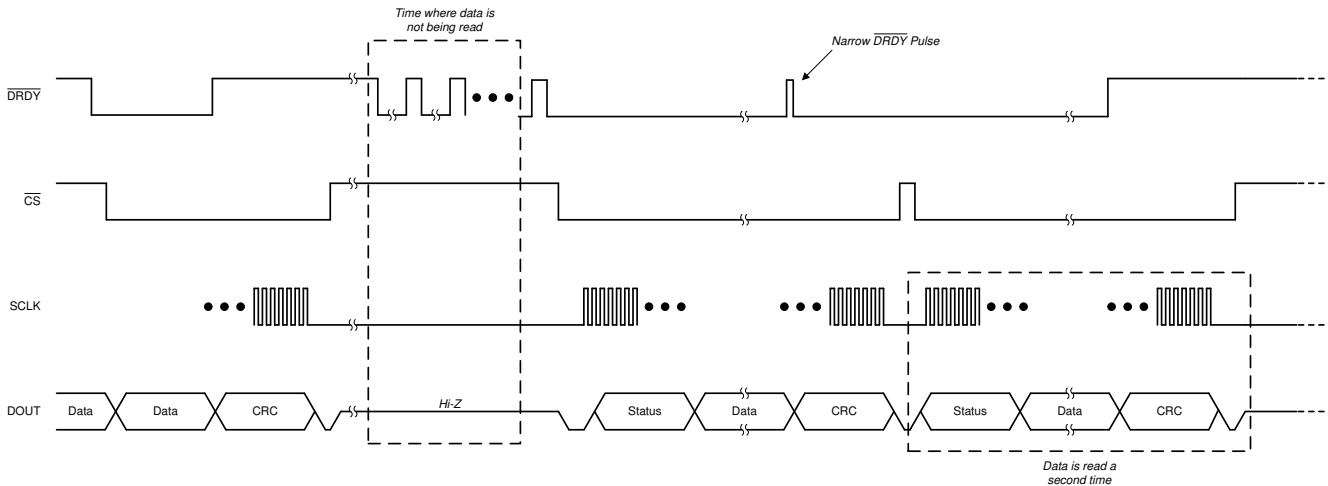 Time where data is
not being read
Narrow DRDY Pulse
DRDY
CS
SCLK
DOUT
Data
Data
CRC
Hi-Z
Status
Data
CRC
Status
Data
CRC
Data is read a
second time